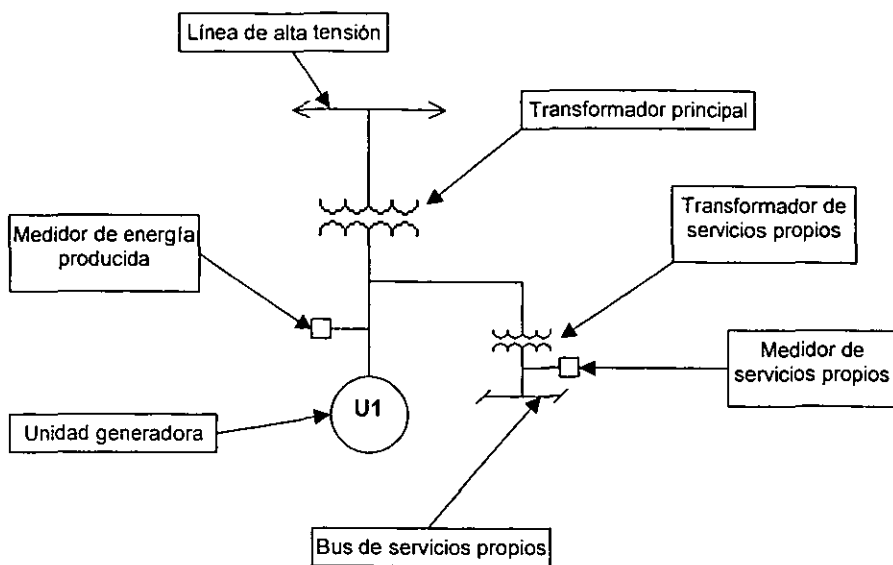 Línea de alta tensión
Transformador principal
Transformador de
servicios propios
Medidor de energía
producida
Medidor de
servicios propios
U1
Unidad generadora
Bus de servicios propios